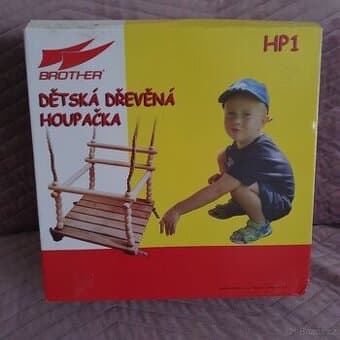 HP1
BROTHER
DĚTSKÁ DŘEVĚNÁ
HOUPAČKA